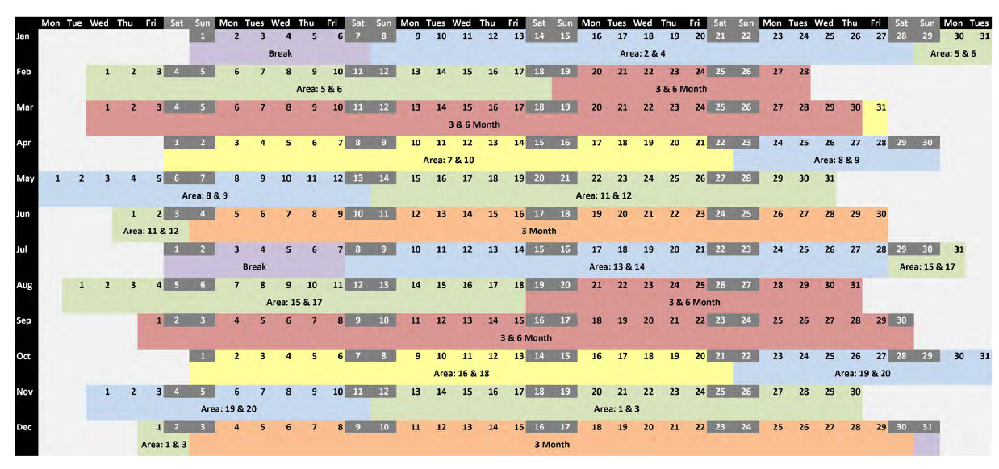 Mon Tue Wed Thu Fri Sat Sun Mon Tues Wed Thu Fri Sat Sun Mon Tues Wed Thu Fri Sat Sun Mon Tues Wed Thu Fri Sat Sun Mon Tues Wed Thu Fri Sat Sun Mon Tues
Jan 1 2 3 4 5 6 7 8 9 10 11 12 13 14 15 16 17 18 19 20 21 22 23 24 25 26 27 28 29 30 31
Break Area: 2 & 4 Area: 5 & 6
Feb 1 2 3 4 5 6 7 8 9 10 11 12 13 14 15 16 17 18 19 20 21 22 23 24 25 26 27 28
Area: 5 & 6 3 & 6 Month
Mar 1 2 3 4 5 6 7 8 9 10 11 12 13 14 15 16 17 18 19 20 21 22 23 24 25 26 27 28 29 30 31
3 & 6 Month
Apr 1 2 3 4 5 6 7 8 9 10 11 12 13 14 15 16 17 18 19 20 21 22 23 24 25 26 27 28 29 30
Area: 7 & 10 Area: 8 & 9
May 1 2 3 4 5 6 7 8 9 10 11 12 13 14 15 16 17 18 19 20 21 22 23 24 25 26 27 28 29 30 31
Area: 8 & 9 Area: 11 & 12
Jun 1 2 3 4 5 6 7 8 9 10 11 12 13 14 15 16 17 18 19 20 21 22 23 24 25 26 27 28 29 30
Area: 11 & 12 3 Month
Jul 1 2 3 4 5 6 7 8 9 10 11 12 13 14 15 16 17 18 19 20 21 22 23 24 25 26 27 28 29 30 31
Break Area: 13 & 14 Area: 15 & 17
Aug 1 2 3 4 5 6 7 8 9 10 11 12 13 14 15 16 17 18 19 20 21 22 23 24 25 26 27 28 29 30 31
Area: 15 & 17 3 & 6 Month
Sep 1 2 3 4 5 6 7 8 9 10 11 12 13 14 15 16 17 18 19 20 21 22 23 24 25 26 27 28 29 30
3 & 6 Month
Oct 1 2 3 4 5 6 7 8 9 10 11 12 13 14 15 16 17 18 19 20 21 22 23 24 25 26 27 28 29 30 31
Area: 16 & 18 Area: 19 & 20
Nov 1 2 3 4 5 6 7 8 9 10 11 12 13 14 15 16 17 18 19 20 21 22 23 24 25 26 27 28 29 30
Area: 19 & 20 Area: 1 & 3
Dec 1 2 3 4 5 6 7 8 9 10 11 12 13 14 15 16 17 18 19 20 21 22 23 24 25 26 27 28 29 30 31
Area: 1 & 3 3 Month